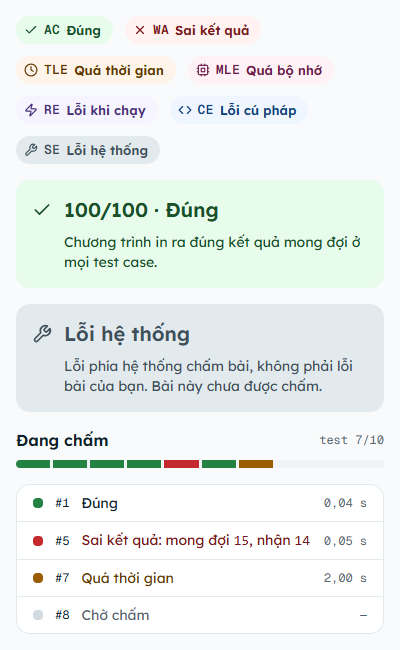 AC Đúng
WA Sai kết quả
TLE Quá thời gian
MLE Quá bộ nhớ
RE Lỗi khi chạy
CE Lỗi cú pháp
SE Lỗi hệ thống
100/100 · Đúng
Chương trình in ra đúng kết quả mong đợi ở
mọi test case.
Lỗi hệ thống
Lỗi phía hệ thống chấm bài, không phải lỗi
bài của bạn. Bài này chưa được chấm.
Đang chấm test 7/10
#1 Đúng 0,04 s
#5 Sai kết quả: mong đợi 15, nhận 14 0,05 s
#7 Quá thời gian 2,00 s
#8 Chờ chấm –